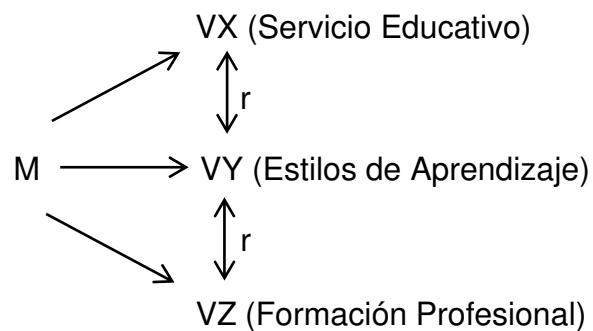 VX (Servicio Educativo)
r
M
VY (Estilos de Aprendizaje)
r
VZ (Formación Profesional)